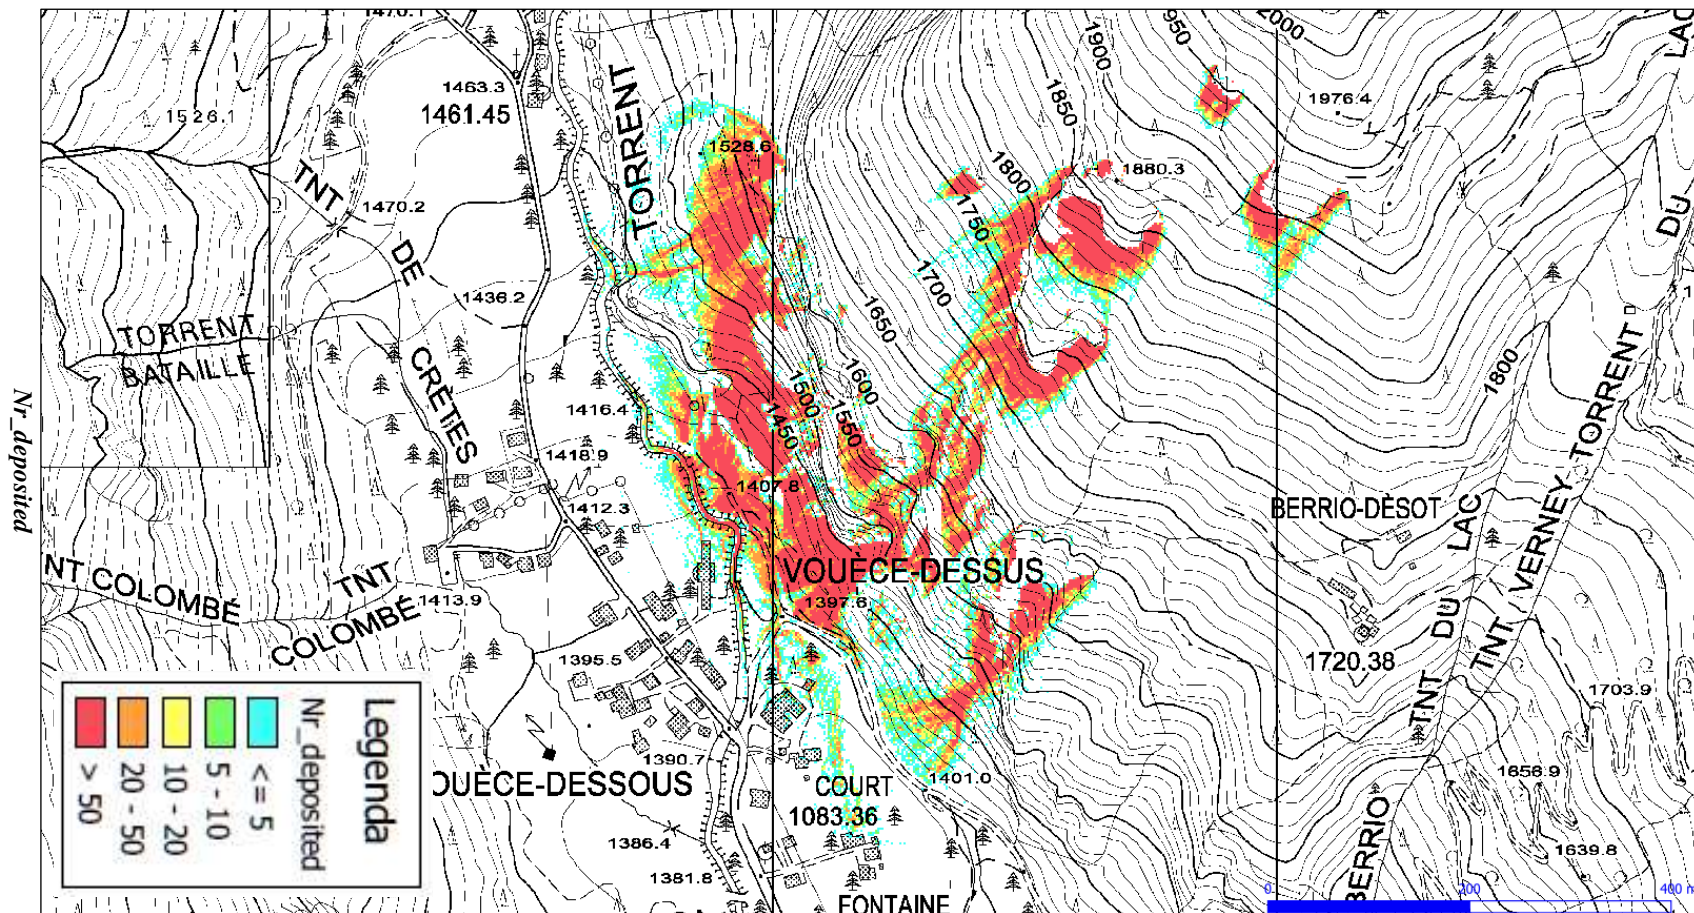 1470.1
950
2000
1900
LAC
1463.3
1461.45
TORRENT
1850
1976.4
1526.1
1528.6
1880.3
1800
TNT
1470.2
1750
DU
DE
1436.2
1700
1650
TORRENT
BATAILLE
CRÈTIES
1600
1500
1800
TORRENT
1416.4
1550
1450
1418.9
Nr_deposited
1407.8
1412.3
BERRIO-DÈSOT
LAC
VERNEY
NT COLOMBÉ
TNT
COLOMBÉ
VOUÈCE-DESSUS
1413.9
1397.6
DU
TNT
1395.5
1720.38
1703.9
TNT
Legenda
Nr_deposited
<= 5
5 - 10
10 - 20
20 - 50
> 50
1390.7
OUÈCE-DESSOUS
COURT
1401.0
1083.36
1656.9
1386.4
BERRIO
1639.8
1381.8
FONTAINE
0
200
400 m